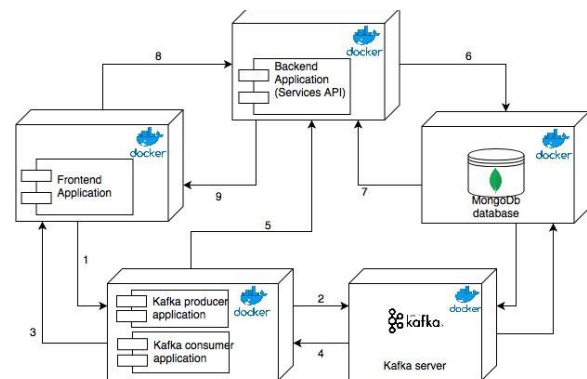 8
docker
Backend
Application
(Services API)
6
docker
Frontend
Application
docker
MongoDb
database
9
7
5
1
3
Kafka producer
application
docker
2
4
kafka
docker
Kafka consumer
application
Kafka server